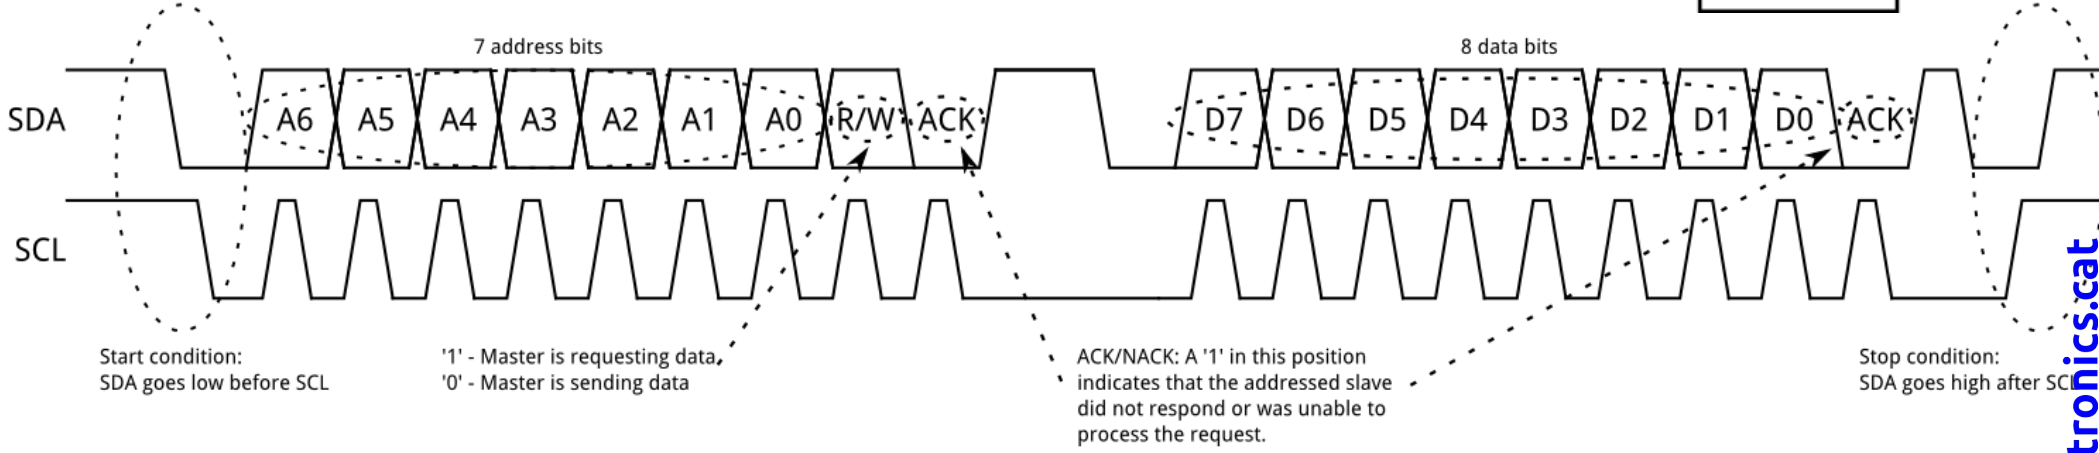 7 address bits
8 data bits
SDA
A6 A5 A4 A3 A2 A1 A0 R/W ACK
D7 D6 D5 D4 D3 D2 D1 D0 ACK
SCL
Start condition:
SDA goes low before SCL
'1' - Master is requesting data
'0' - Master is sending data
ACK/NACK: A '1' in this position
indicates that the addressed slave
did not respond or was unable to
process the request.
Stop condition:
SDA goes high after SCL
tronics.cat